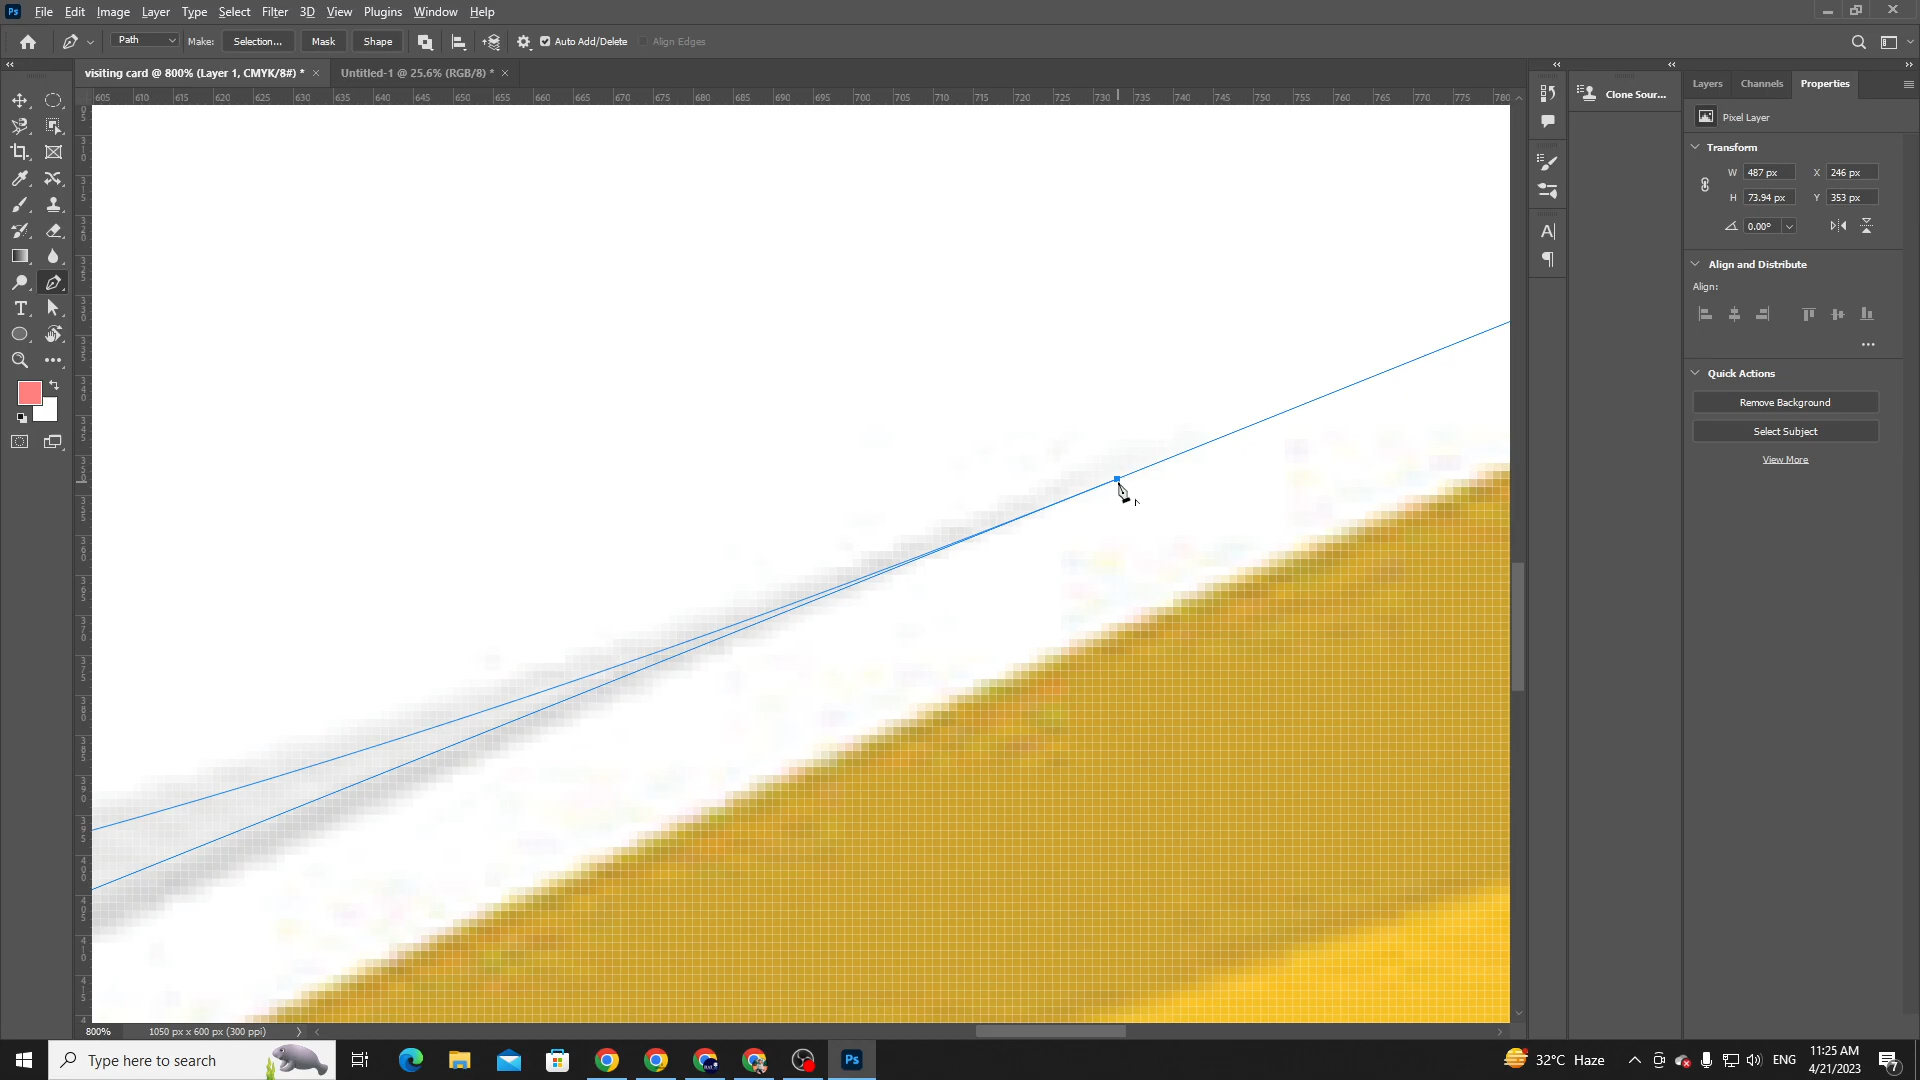 File Edit Image Layer Type Select Filter 3D View Plugins Window Help
Path Make: Selection... Mask Shape Auto Add/Delete Align Edges
visiting card @ 800% (Layer 1, CMYK/8#) * Untitled-1 @ 25.6% (RGB/8) *
605 610 615 620 625 630 635 640 645 650 655 660 665 670 675 680 685 690 695 700 705 710 715 720 725 730 735 740 745 750 755 760 765 770 775 780
Clone Sour...
Layers Channels Properties
Pixel Layer
Transform
W 487 px X 246 px
H 73.94 px Y 353 px
0.00°
Align and Distribute
Align:
Quick Actions
Remove Background
Select Subject
View More
800% 1050 px x 600 px (300 ppi)
Type here to search
32°C Haze
ENG
11:25 AM
4/21/2023
7